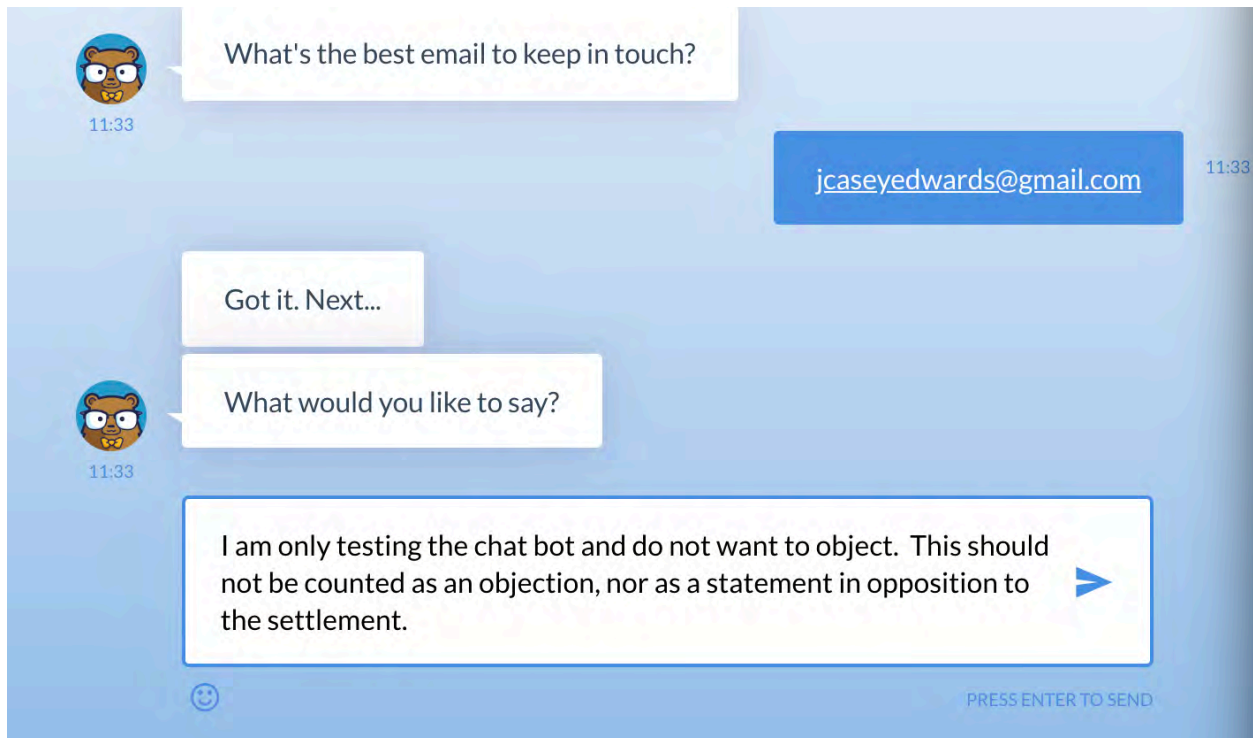 What's the best email to keep in touch?
11:33
jcaseyedwards@gmail.com
11:33
Got it. Next...
What would you like to say?
11:33
I am only testing the chat bot and do not want to object.  This should
not be counted as an objection, nor as a statement in opposition to
the settlement.
PRESS ENTER TO SEND